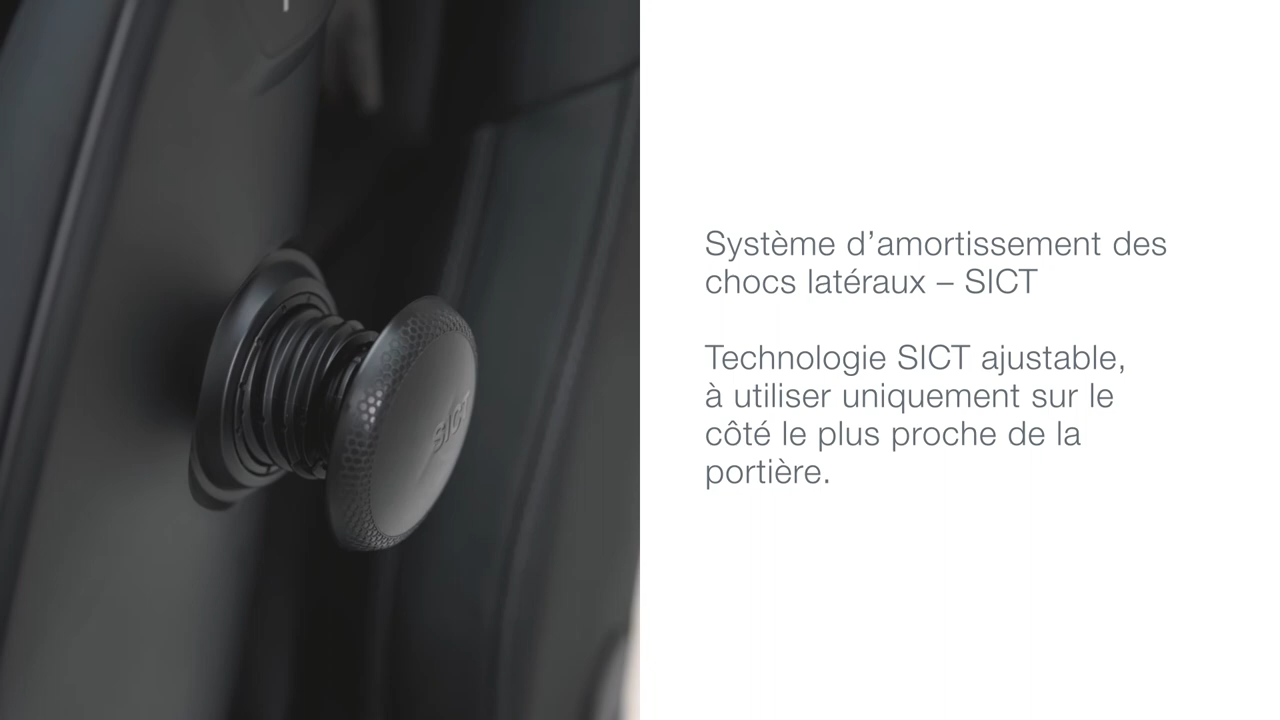 Système d’amortissement des
chocs latéraux – SICT
Technologie SICT ajustable,
à utiliser uniquement sur le
côté le plus proche de la
portière.
SICT